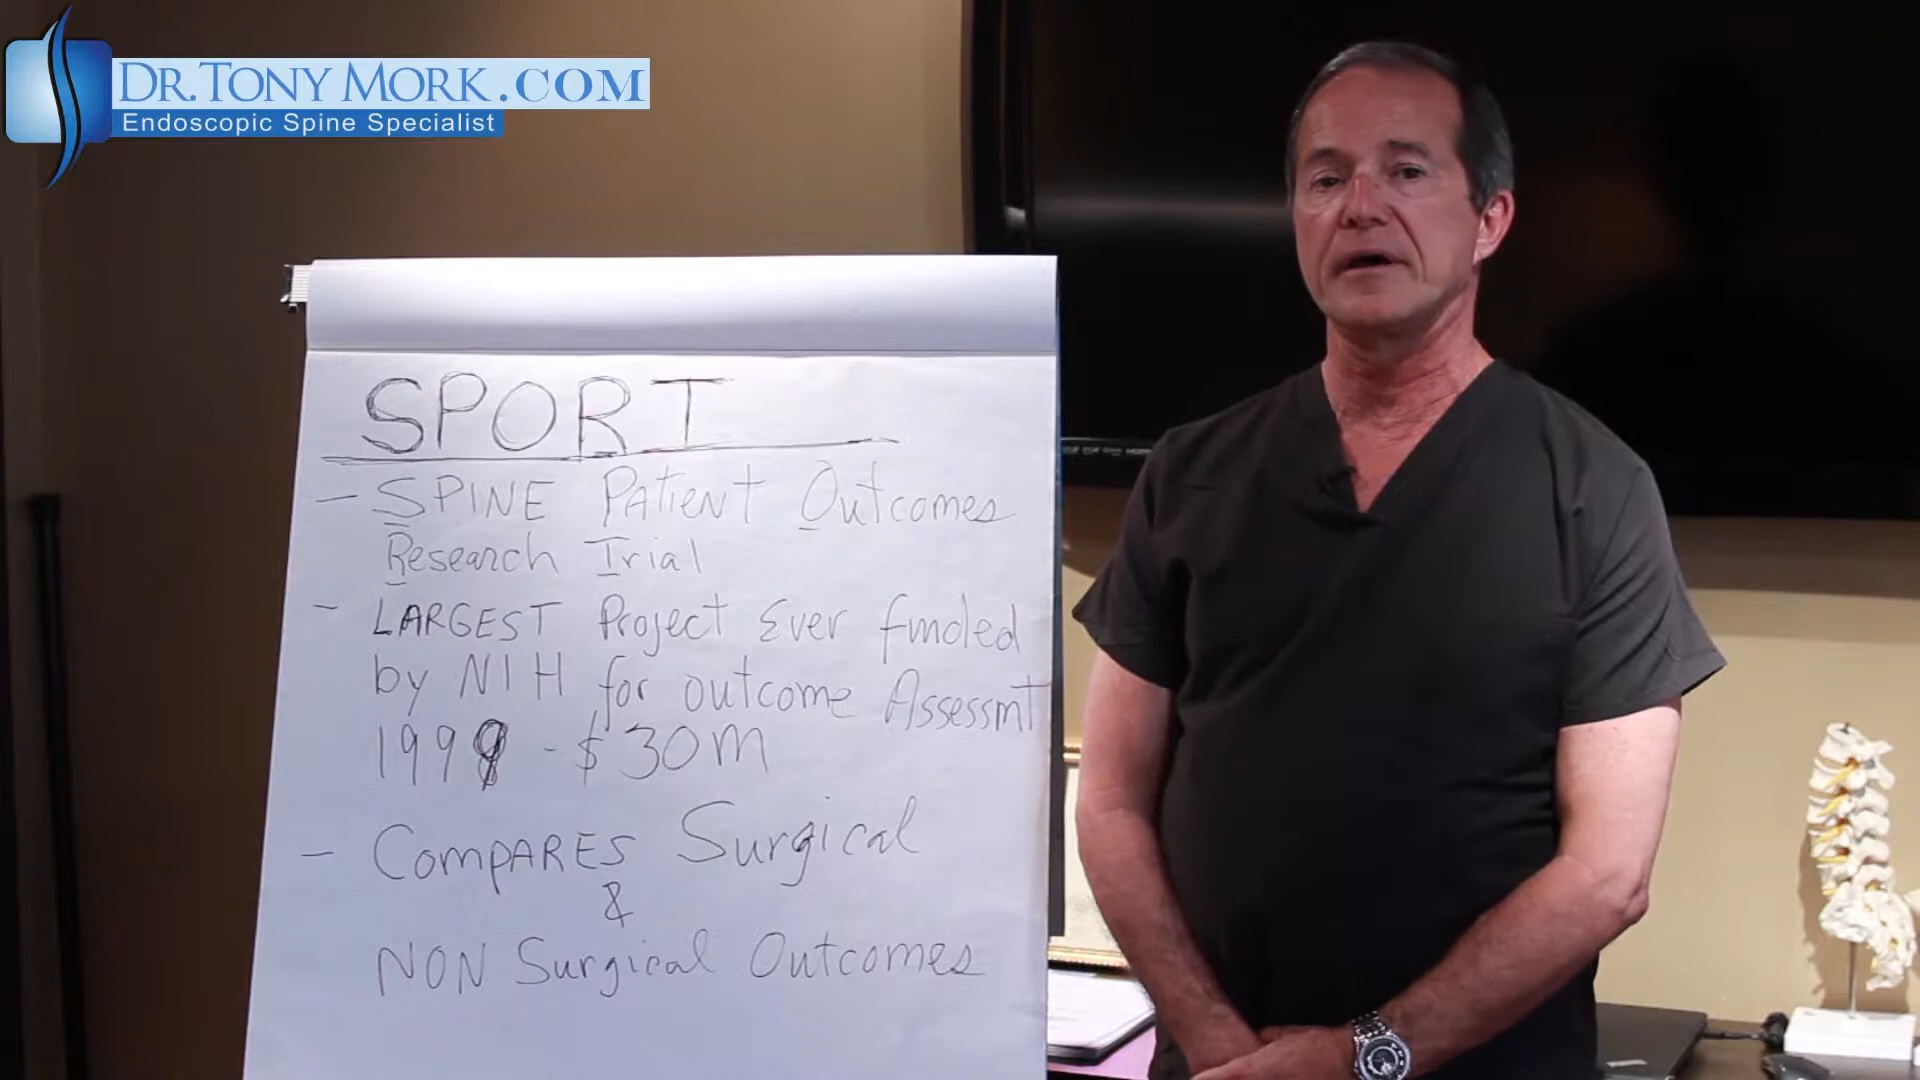 DR. TONY MORK.COM
Endoscopic Spine Specialist
SPORT
- SPINE PATIENT Outcomes
Research Trial
- LARGEST Project Ever funded
by NIH for outcome Assessmt
1999 - $30M
- COMPARES Surgical
&
NON Surgical Outcomes